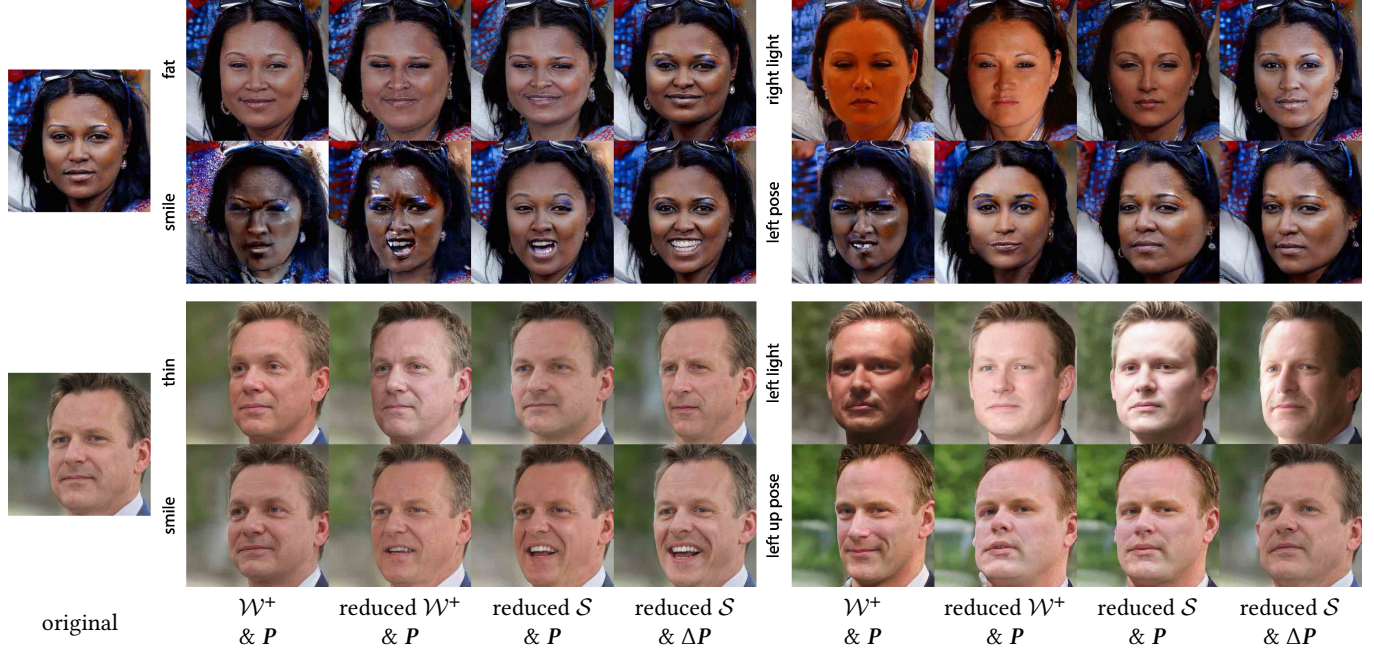 fat
right light
smile
left pose
thin
left light
smile
left up pose
original
𝒲⁺ & P
reduced 𝒲⁺ & P
reduced 𝒮 & P
reduced 𝒮 & ΔP
𝒲⁺ & P
reduced 𝒲⁺ & P
reduced 𝒮 & P
reduced 𝒮 & ΔP